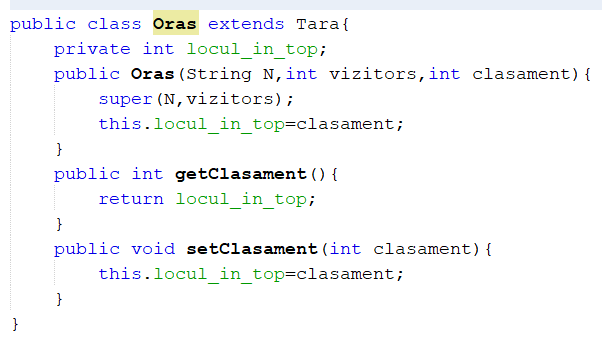 public class Oras extends Tara{
private int locul_in_top;
public Oras(String N,int vizitors,int clasament){
super(N,vizitors);
this.locul_in_top=clasament;
}
public int getClasament(){
return locul_in_top;
}
public void setClasament(int clasament){
this.locul_in_top=clasament;
}
}